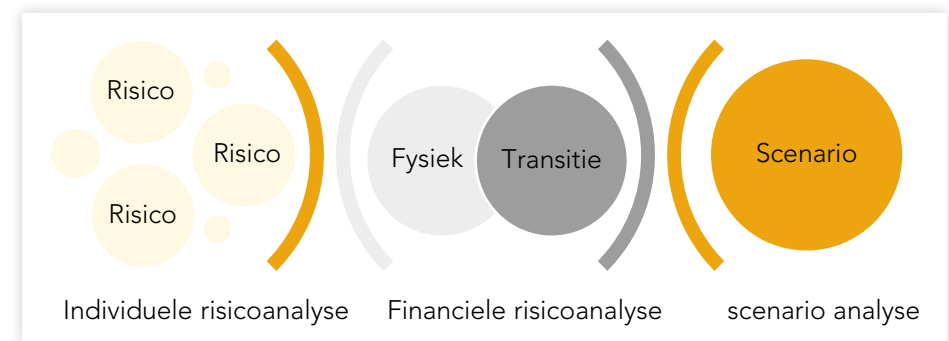 Risico
Risico
Risico
Fysiek
Transitie
Scenario
Individuele risicoanalyse
Financiele risicoanalyse
scenario analyse